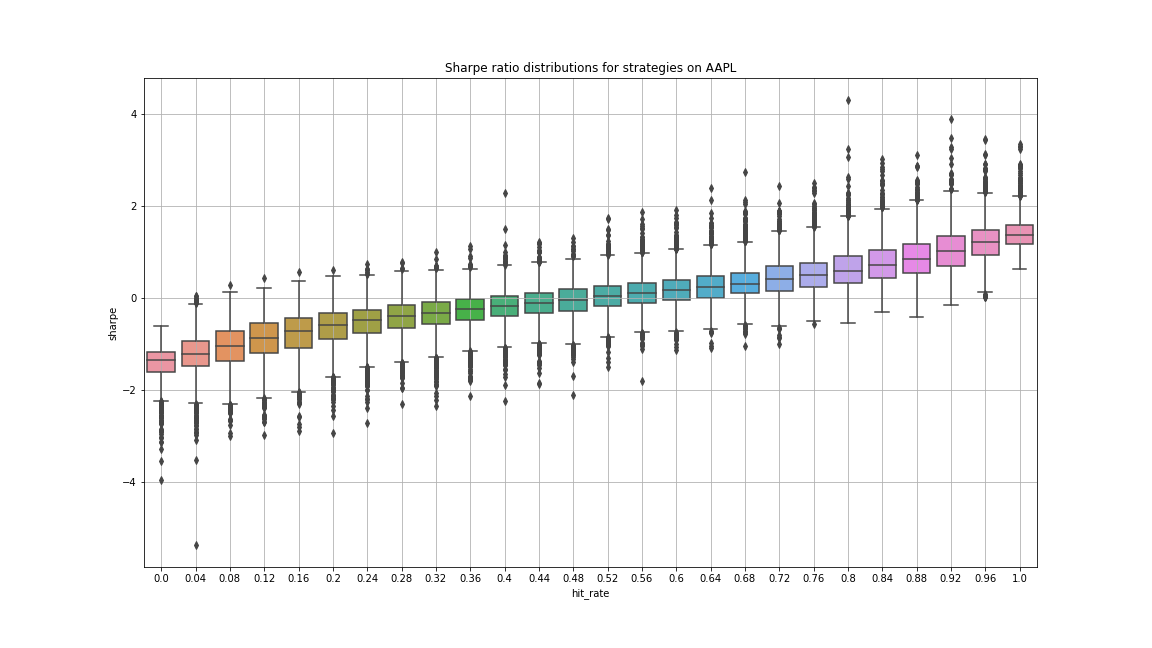 Sharpe ratio distributions for strategies on AAPL
4
2
0
−2
−4
sharpe
0.0 0.04 0.08 0.12 0.16 0.2 0.24 0.28 0.32 0.36 0.4 0.44 0.48 0.52 0.56 0.6 0.64 0.68 0.72 0.76 0.8 0.84 0.88 0.92 0.96 1.0
hit_rate